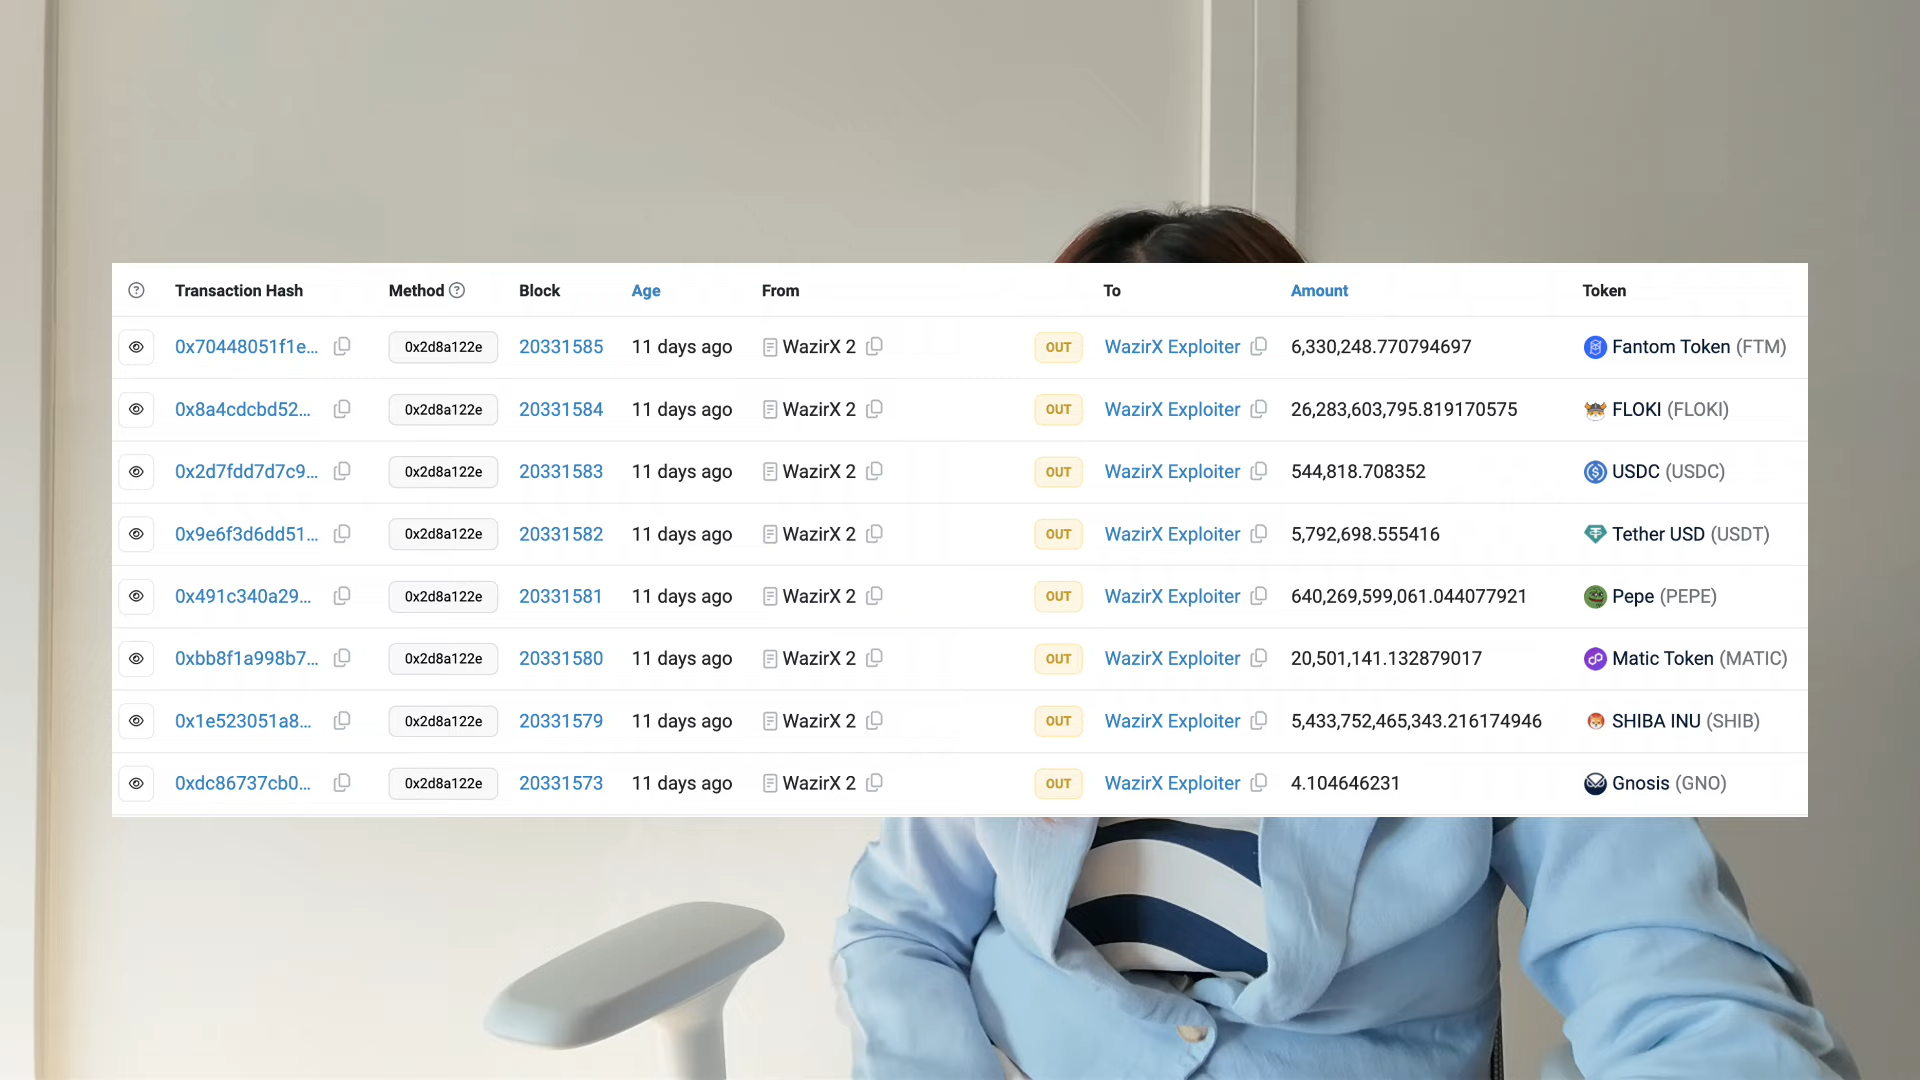 Transaction Hash Method Block Age From To Amount Token
0x70448051f1e... 0x2d8a122e 20331585 11 days ago WazirX 2 OUT WazirX Exploiter 6,330,248.770794697 Fantom Token (FTM)
0x8a4cdcbd52... 0x2d8a122e 20331584 11 days ago WazirX 2 OUT WazirX Exploiter 26,283,603,795.819170575 FLOKI (FLOKI)
0x2d7fdd7d7c9... 0x2d8a122e 20331583 11 days ago WazirX 2 OUT WazirX Exploiter 544,818.708352 USDC (USDC)
0x9e6f3d6dd51... 0x2d8a122e 20331582 11 days ago WazirX 2 OUT WazirX Exploiter 5,792,698.555416 Tether USD (USDT)
0x491c340a29... 0x2d8a122e 20331581 11 days ago WazirX 2 OUT WazirX Exploiter 640,269,599,061.044077921 Pepe (PEPE)
0xbb8f1a998b7... 0x2d8a122e 20331580 11 days ago WazirX 2 OUT WazirX Exploiter 20,501,141.132879017 Matic Token (MATIC)
0x1e523051a8... 0x2d8a122e 20331579 11 days ago WazirX 2 OUT WazirX Exploiter 5,433,752,465,343.216174946 SHIBA INU (SHIB)
0xdc86737cb0... 0x2d8a122e 20331573 11 days ago WazirX 2 OUT WazirX Exploiter 4.104646231 Gnosis (GNO)